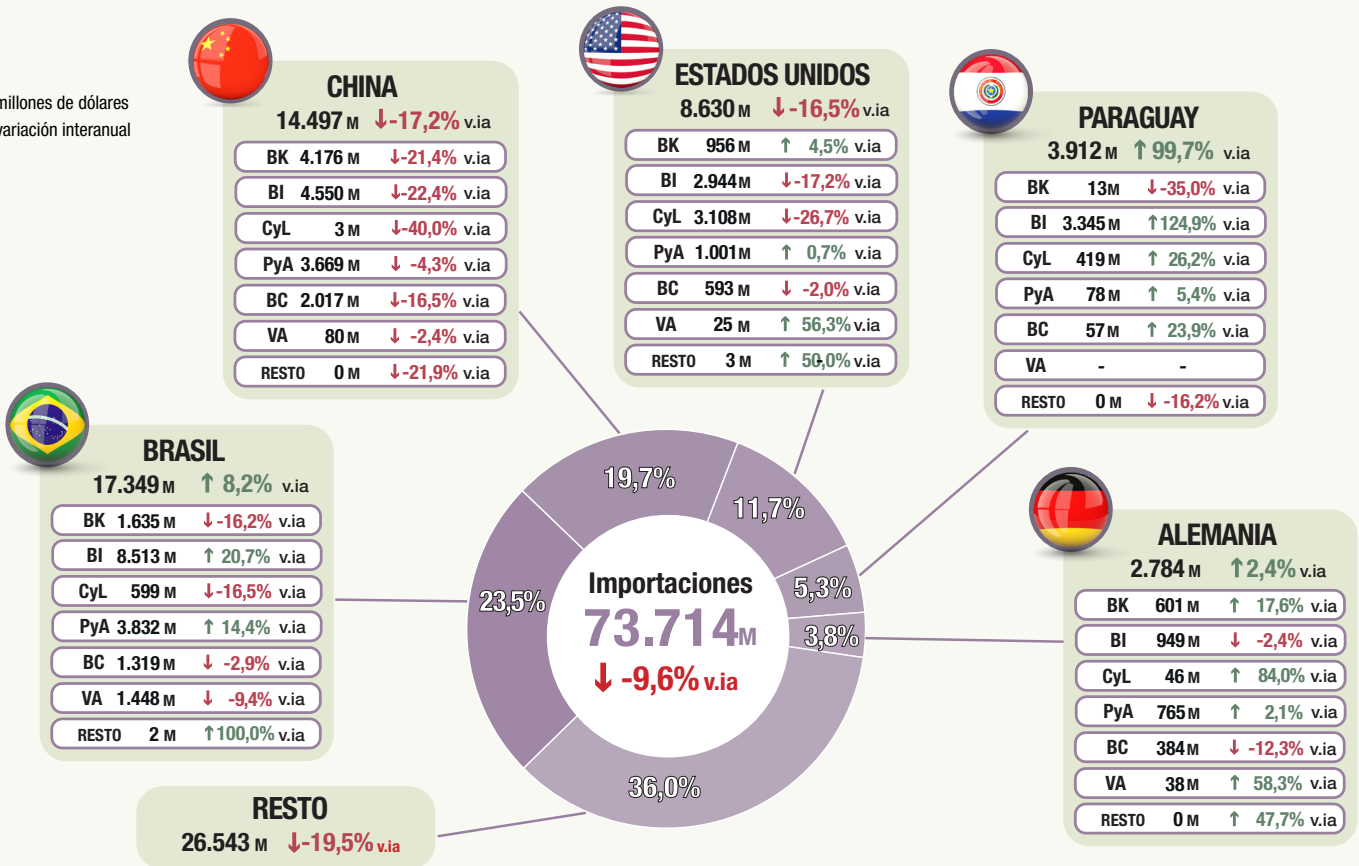 millones de dólares
variación interanual
CHINA
14.497 M ↓-17,2% v.ia
BK 4.176 M ↓-21,4% v.ia
BI 4.550 M ↓-22,4% v.ia
CyL 3 M ↓-40,0% v.ia
PyA 3.669 M ↓ -4,3% v.ia
BC 2.017 M ↓-16,5% v.ia
VA 80 M ↓ -2,4% v.ia
RESTO 0 M ↓-21,9% v.ia
ESTADOS UNIDOS
8.630 M ↓-16,5% v.ia
BK 956 M ↑ 4,5% v.ia
BI 2.944 M ↓-17,2% v.ia
CyL 3.108 M ↓-26,7% v.ia
PyA 1.001 M ↑ 0,7% v.ia
BC 593 M ↓ -2,0% v.ia
VA 25 M ↑ 56,3% v.ia
RESTO 3 M ↑ 50,0% v.ia
PARAGUAY
3.912 M ↑ 99,7% v.ia
BK 13 M ↓-35,0% v.ia
BI 3.345 M ↑124,9% v.ia
CyL 419 M ↑ 26,2% v.ia
PyA 78 M ↑ 5,4% v.ia
BC 57 M ↑ 23,9% v.ia
VA - -
RESTO 0 M ↓ -16,2% v.ia
BRASIL
17.349 M ↑ 8,2% v.ia
BK 1.635 M ↓-16,2% v.ia
BI 8.513 M ↑ 20,7% v.ia
CyL 599 M ↓-16,5% v.ia
PyA 3.832 M ↑ 14,4% v.ia
BC 1.319 M ↓ -2,9% v.ia
VA 1.448 M ↓ -9,4% v.ia
RESTO 2 M ↑100,0% v.ia
ALEMANIA
2.784 M ↑2,4% v.ia
BK 601 M ↑ 17,6% v.ia
BI 949 M ↓ -2,4% v.ia
CyL 46 M ↑ 84,0% v.ia
PyA 765 M ↑ 2,1% v.ia
BC 384 M ↓ -12,3% v.ia
VA 38 M ↑ 58,3% v.ia
RESTO 0 M ↑ 47,7% v.ia
19,7%
11,7%
5,3%
3,8%
23,5%
36,0%
Importaciones
73.714 M
↓ -9,6% v.ia
RESTO
26.543 M ↓-19,5% v.ia